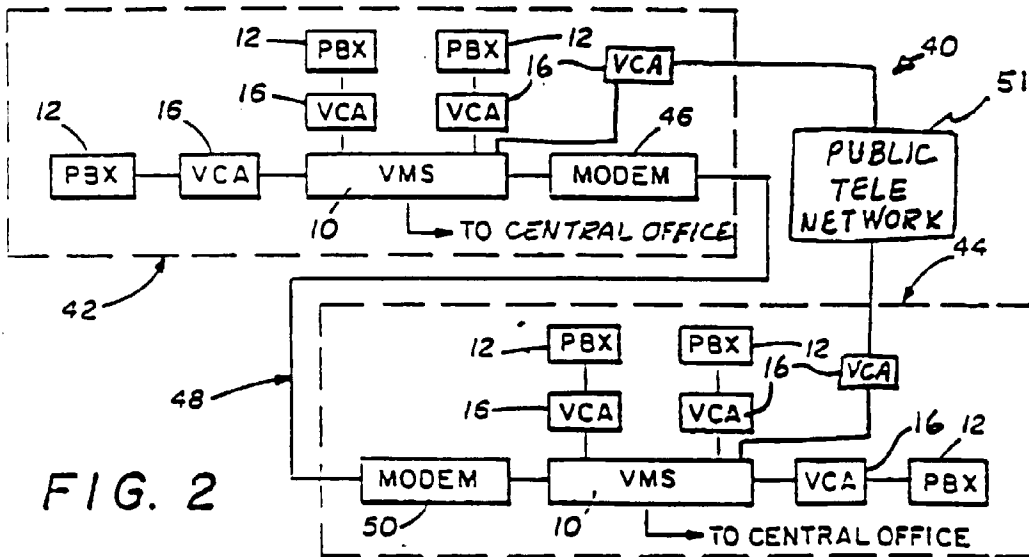 12 PBX PBX 12
16 VCA 40
16 VCA VCA 51
12 16 46 PUBLIC
PBX VCA VMS MODEM TELE
10 NETWORK
TO CENTRAL OFFICE
42 44
12 PBX PBX 12
16 VCA
48 16 VCA VCA 16 12
MODEM VMS VCA PBX
FIG. 2
50 10'
TO CENTRAL OFFICE